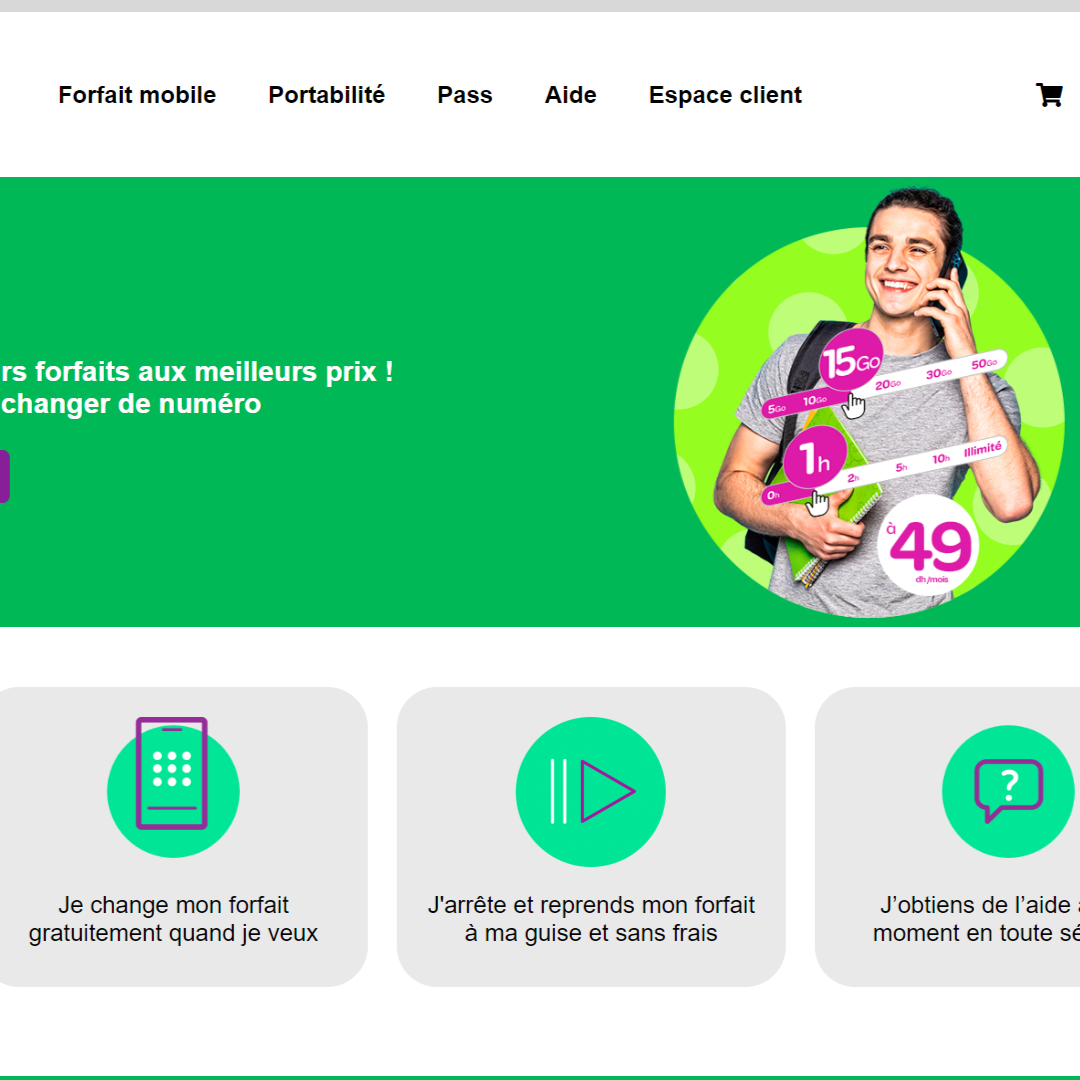 Forfait mobile Portabilité Pass Aide Espace client
rs forfaits aux meilleurs prix !
changer de numéro
15Go
5Go 10Go 20Go 30Go 50Go
1h
0h 2h 5h 10h Illimité
à
49
dh/mois
?
Je change mon forfait
gratuitement quand je veux
J'arrête et reprends mon forfait
à ma guise et sans frais
J’obtiens de l’aide à
moment en toute sé